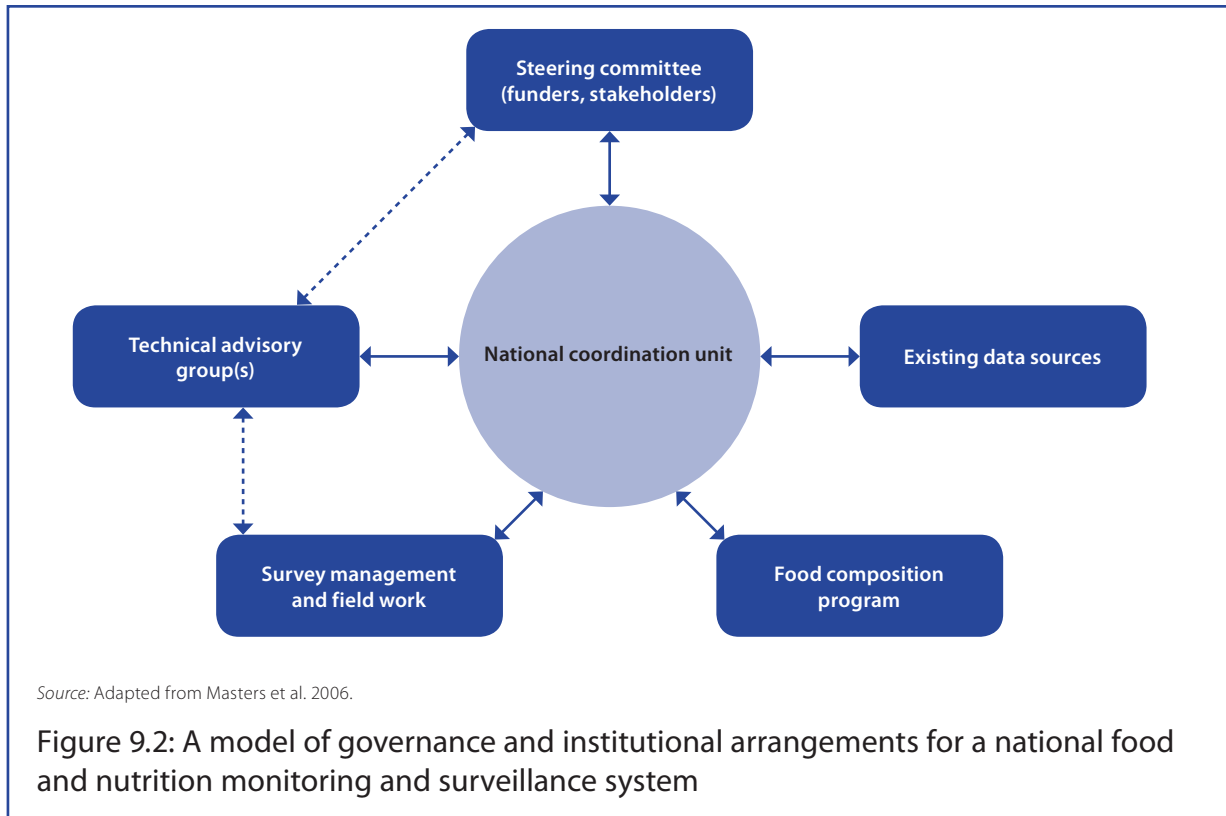 Steering committee
(funders, stakeholders)
Technical advisory
group(s)
National coordination unit
Existing data sources
Survey management
and field work
Food composition
program
Source: Adapted from Masters et al. 2006.
Figure 9.2: A model of governance and institutional arrangements for a national food
and nutrition monitoring and surveillance system